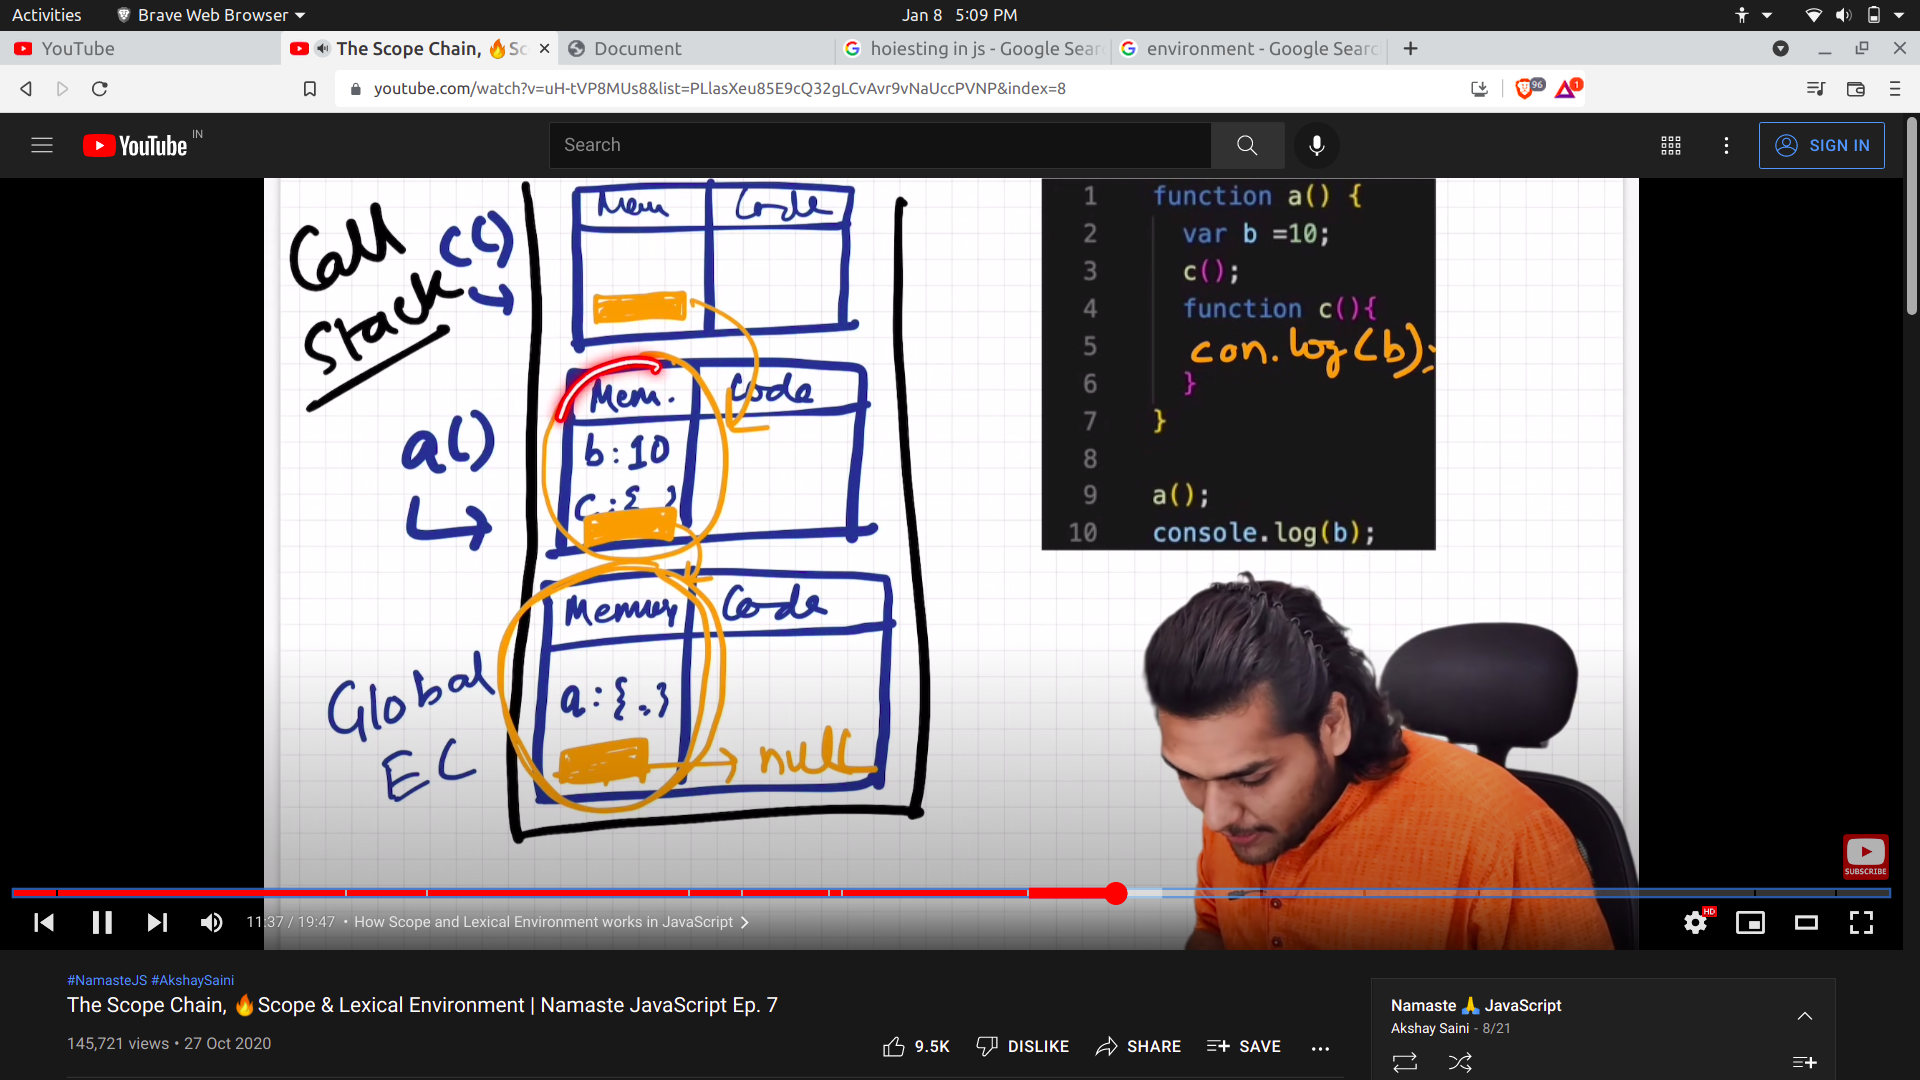 Activities
Brave Web Browser
Jan 8 5:09 PM
YouTube
The Scope Chain, 🔥Sc
Document
hoiesting in js - Google Sear
environment - Google Searc
youtube.com/watch?v=uH-tVP8MUs8&list=PLlasXeu85E9cQ32gLCvAvr9vNaUccPVNP&index=8
96
1
YouTube IN
Search
SIGN IN
Call
Stack
c()
Mem
Code
a()
Mem.
Code
b:10
c:{ }
Global
EC
Memory
Code
a:{.}
null
1 function a() {
2 var b =10;
3 c();
4 function c(){
5 con.log(b);
6 }
7 }
8
9 a();
10 console.log(b);
SUBSCRIBE
11:37 / 19:47 • How Scope and Lexical Environment works in JavaScript
HD
#NamasteJS #AkshaySaini
The Scope Chain, 🔥Scope & Lexical Environment | Namaste JavaScript Ep. 7
145,721 views • 27 Oct 2020
9.5K
DISLIKE
SHARE
SAVE
Namaste 🙏 JavaScript
Akshay Saini - 8/21